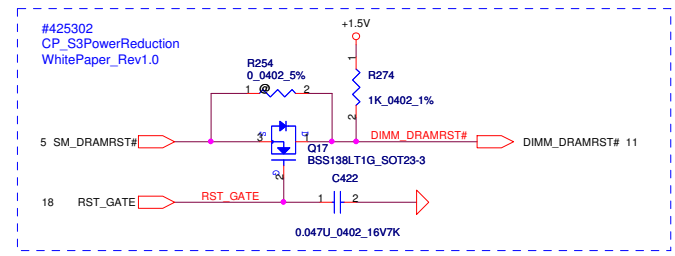 #425302
CP_S3PowerReduction
WhitePaper_Rev1.0
+1.5V
R254
0_0402_5%
1 @ 2
1
R274
1K_0402_1%
2
5 SM_DRAMRST#
3 S D 1
DIMM_DRAMRST#
DIMM_DRAMRST# 11
Q17
BSS138LT1G_SOT23-3
G
2
C422
18 RST_GATE
RST_GATE
1 2
0.047U_0402_16V7K